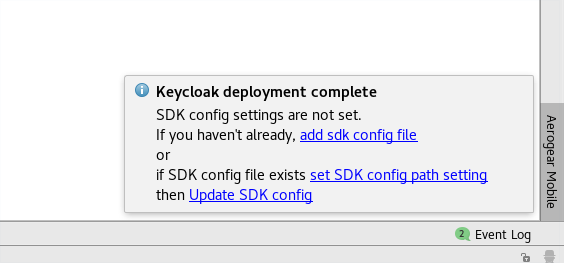 Keycloak deployment complete
SDK config settings are not set.
If you haven't already, add sdk config file
or
if SDK config file exists set SDK config path setting
then Update SDK config
Aerogear Mobile
2 Event Log